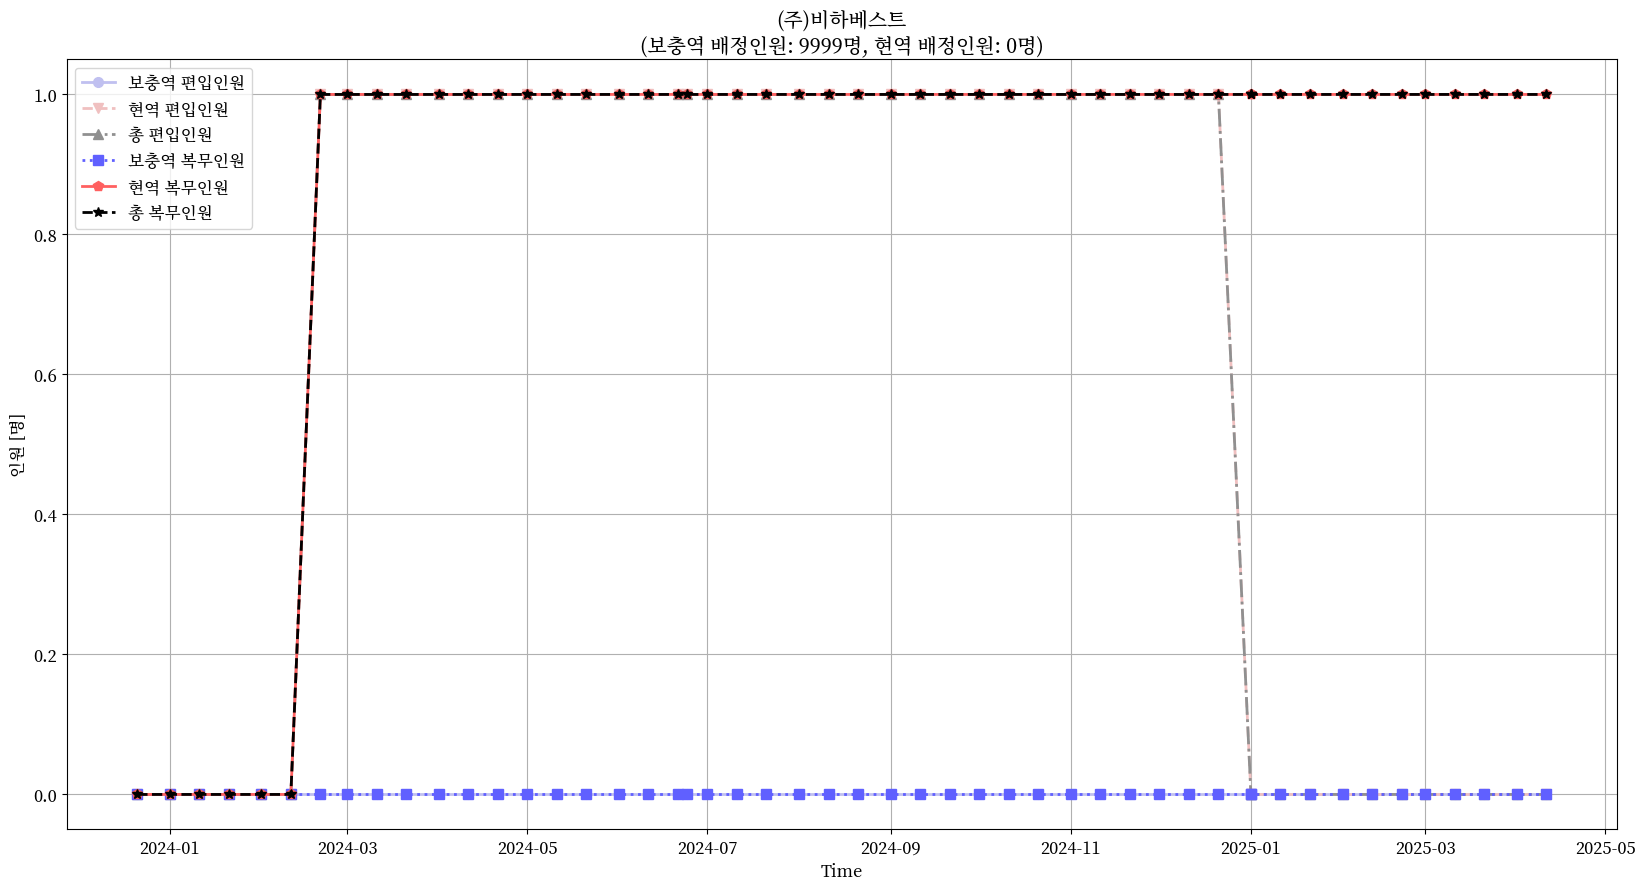 (주)비하베스트
(보충역 배정인원: 9999명, 현역 배정인원: 0명)
보충역 편입인원
현역 편입인원
총 편입인원
보충역 복무인원
현역 복무인원
총 복무인원
인원 [명]
1.0
0.8
0.6
0.4
0.2
0.0
2024-01
2024-03
2024-05
2024-07
2024-09
2024-11
2025-01
2025-03
2025-05
Time